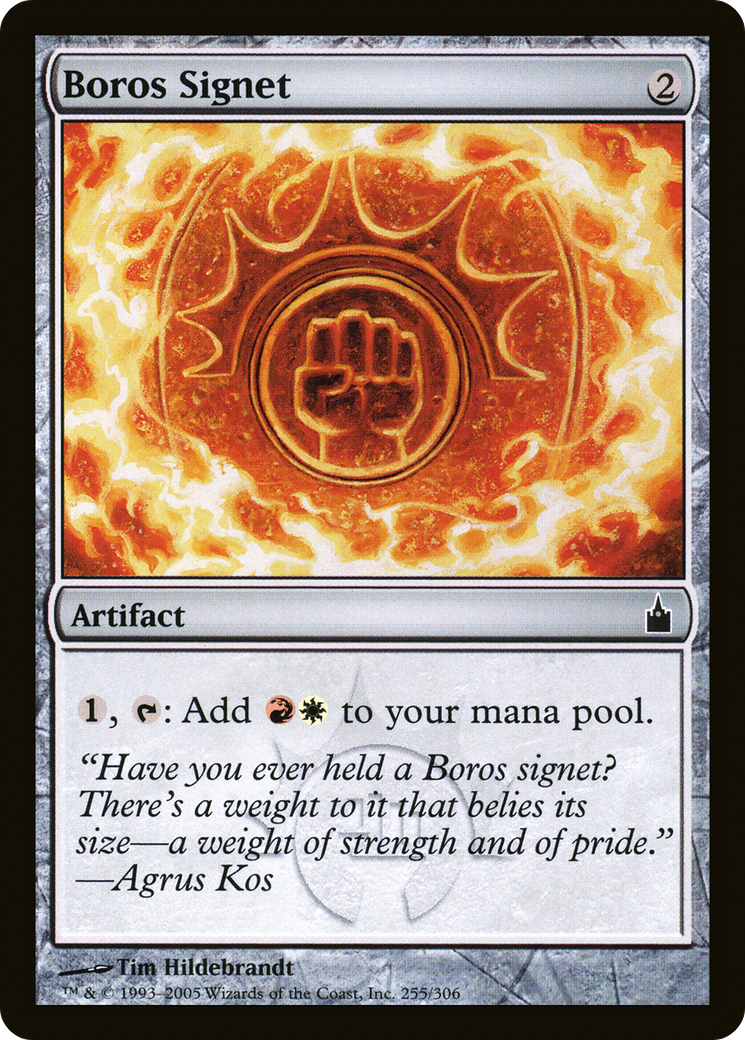 Boros Signet 2
Artifact
1, : Add to your mana pool.
“Have you ever held a Boros signet?
There’s a weight to it that belies its
size—a weight of strength and of pride.”
—Agrus Kos
Tim Hildebrandt
™ & © 1993–2005 Wizards of the Coast, Inc. 255/306